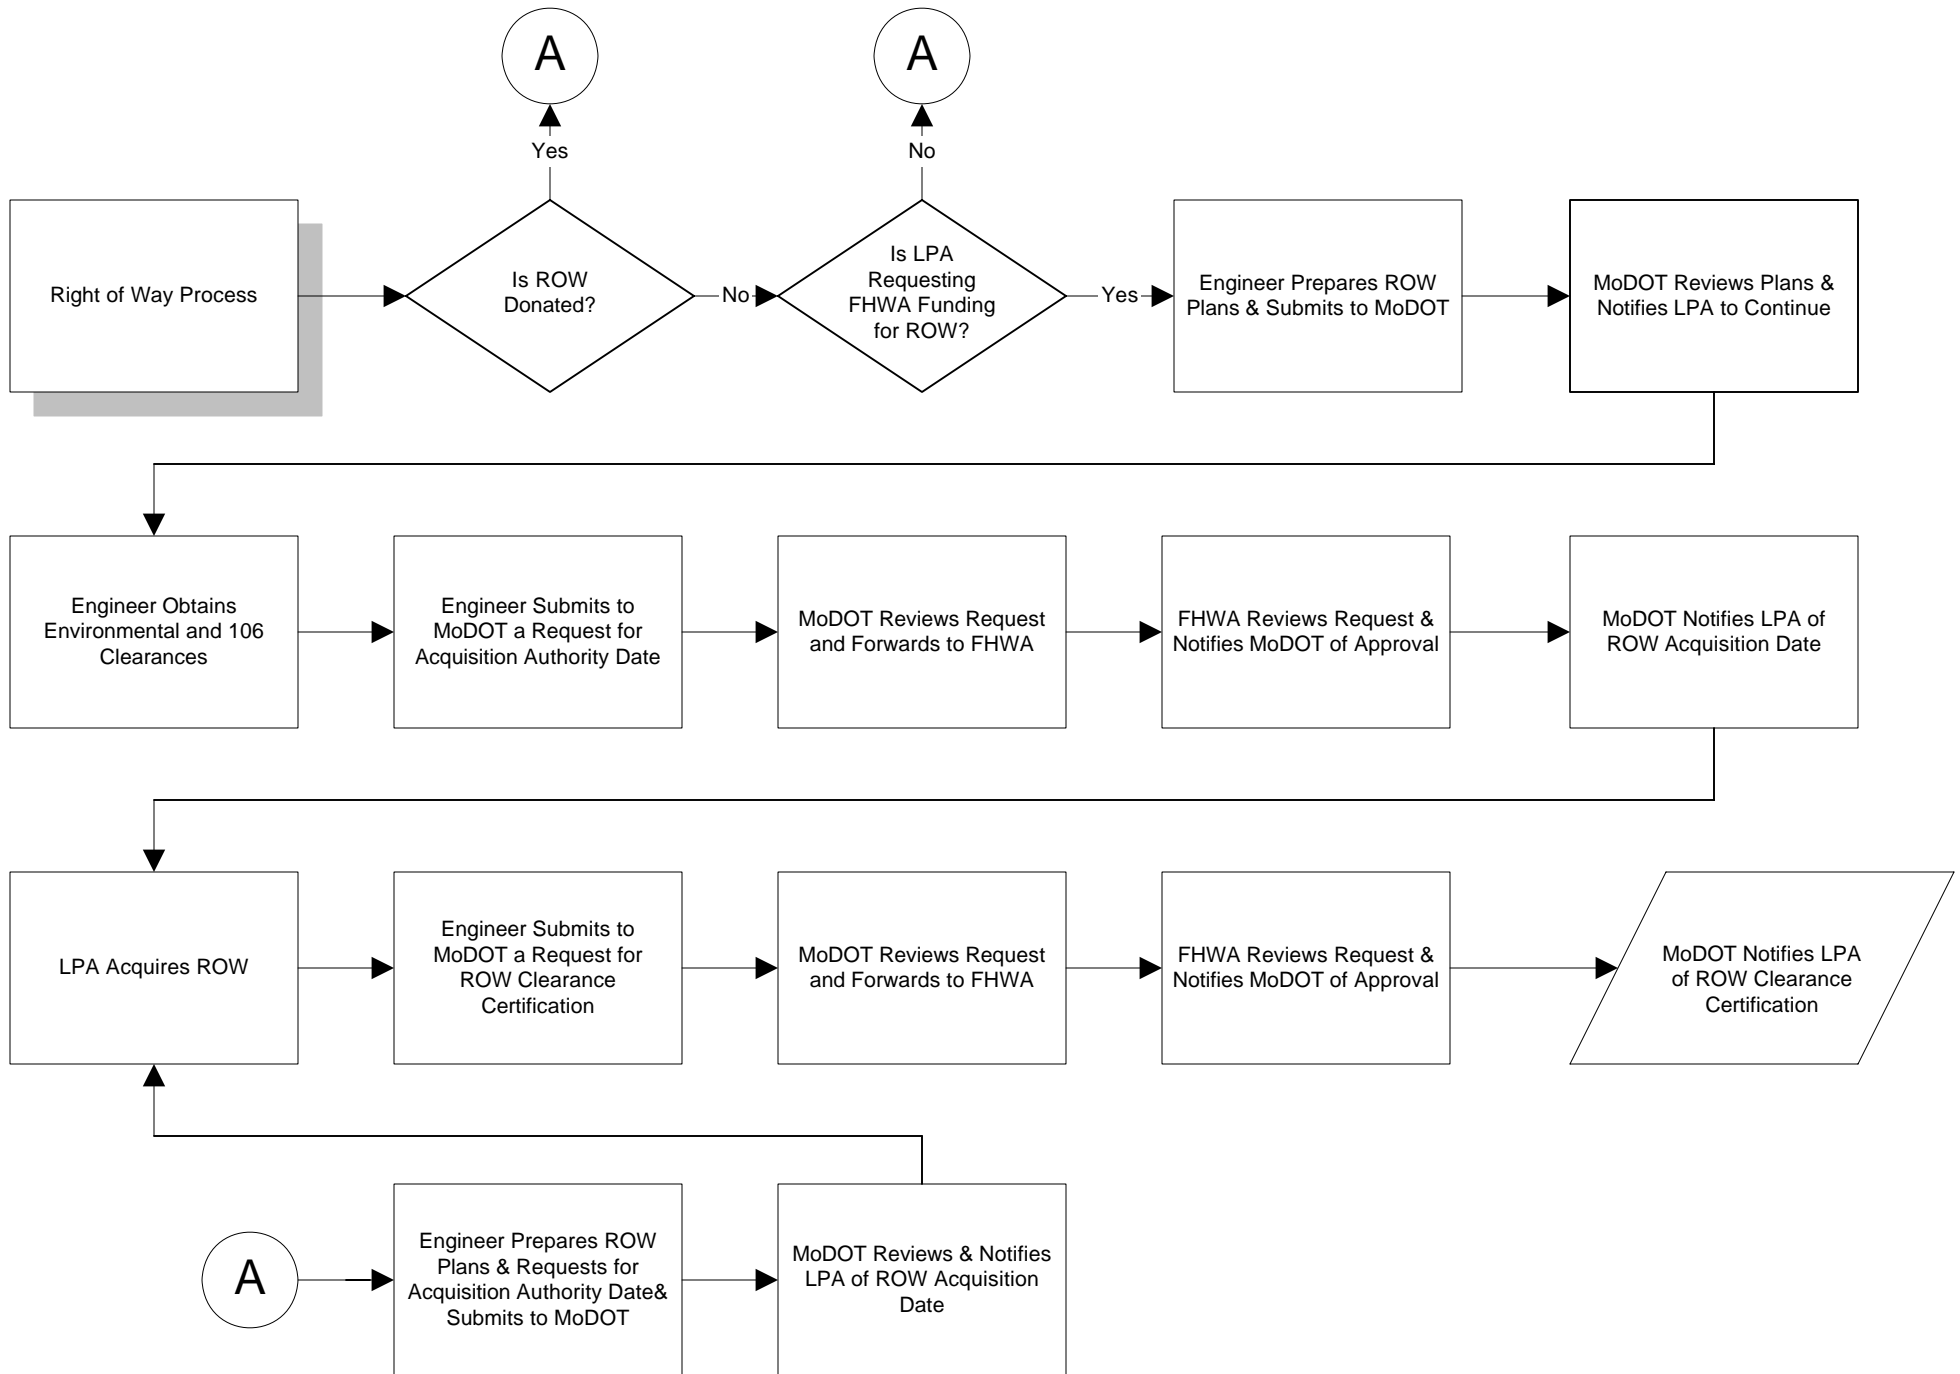 A
A
Yes
No
Right of Way Process
Is ROW
Donated?
No
Is LPA
Requesting
FHWA Funding
for ROW?
Yes
Engineer Prepares ROW
Plans & Submits to MoDOT
MoDOT Reviews Plans &
Notifies LPA to Continue
Engineer Obtains
Environmental and 106
Clearances
Engineer Submits to
MoDOT a Request for
Acquisition Authority Date
MoDOT Reviews Request
and Forwards to FHWA
FHWA Reviews Request &
Notifies MoDOT of Approval
MoDOT Notifies LPA of
ROW Acquisition Date
LPA Acquires ROW
Engineer Submits to
MoDOT a Request for
ROW Clearance
Certification
MoDOT Reviews Request
and Forwards to FHWA
FHWA Reviews Request &
Notifies MoDOT of Approval
MoDOT Notifies LPA
of ROW Clearance
Certification
A
Engineer Prepares ROW
Plans & Requests for
Acquisition Authority Date&
Submits to MoDOT
MoDOT Reviews & Notifies
LPA of ROW Acquisition
Date